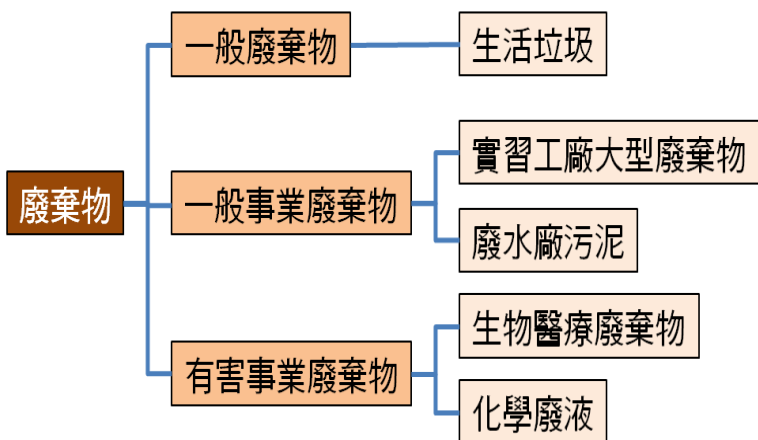 廢棄物
一般廢棄物
生活垃圾
一般事業廢棄物
實習工廠大型廢棄物
廢水廠污泥
有害事業廢棄物
生物醫療廢棄物
化學廢液